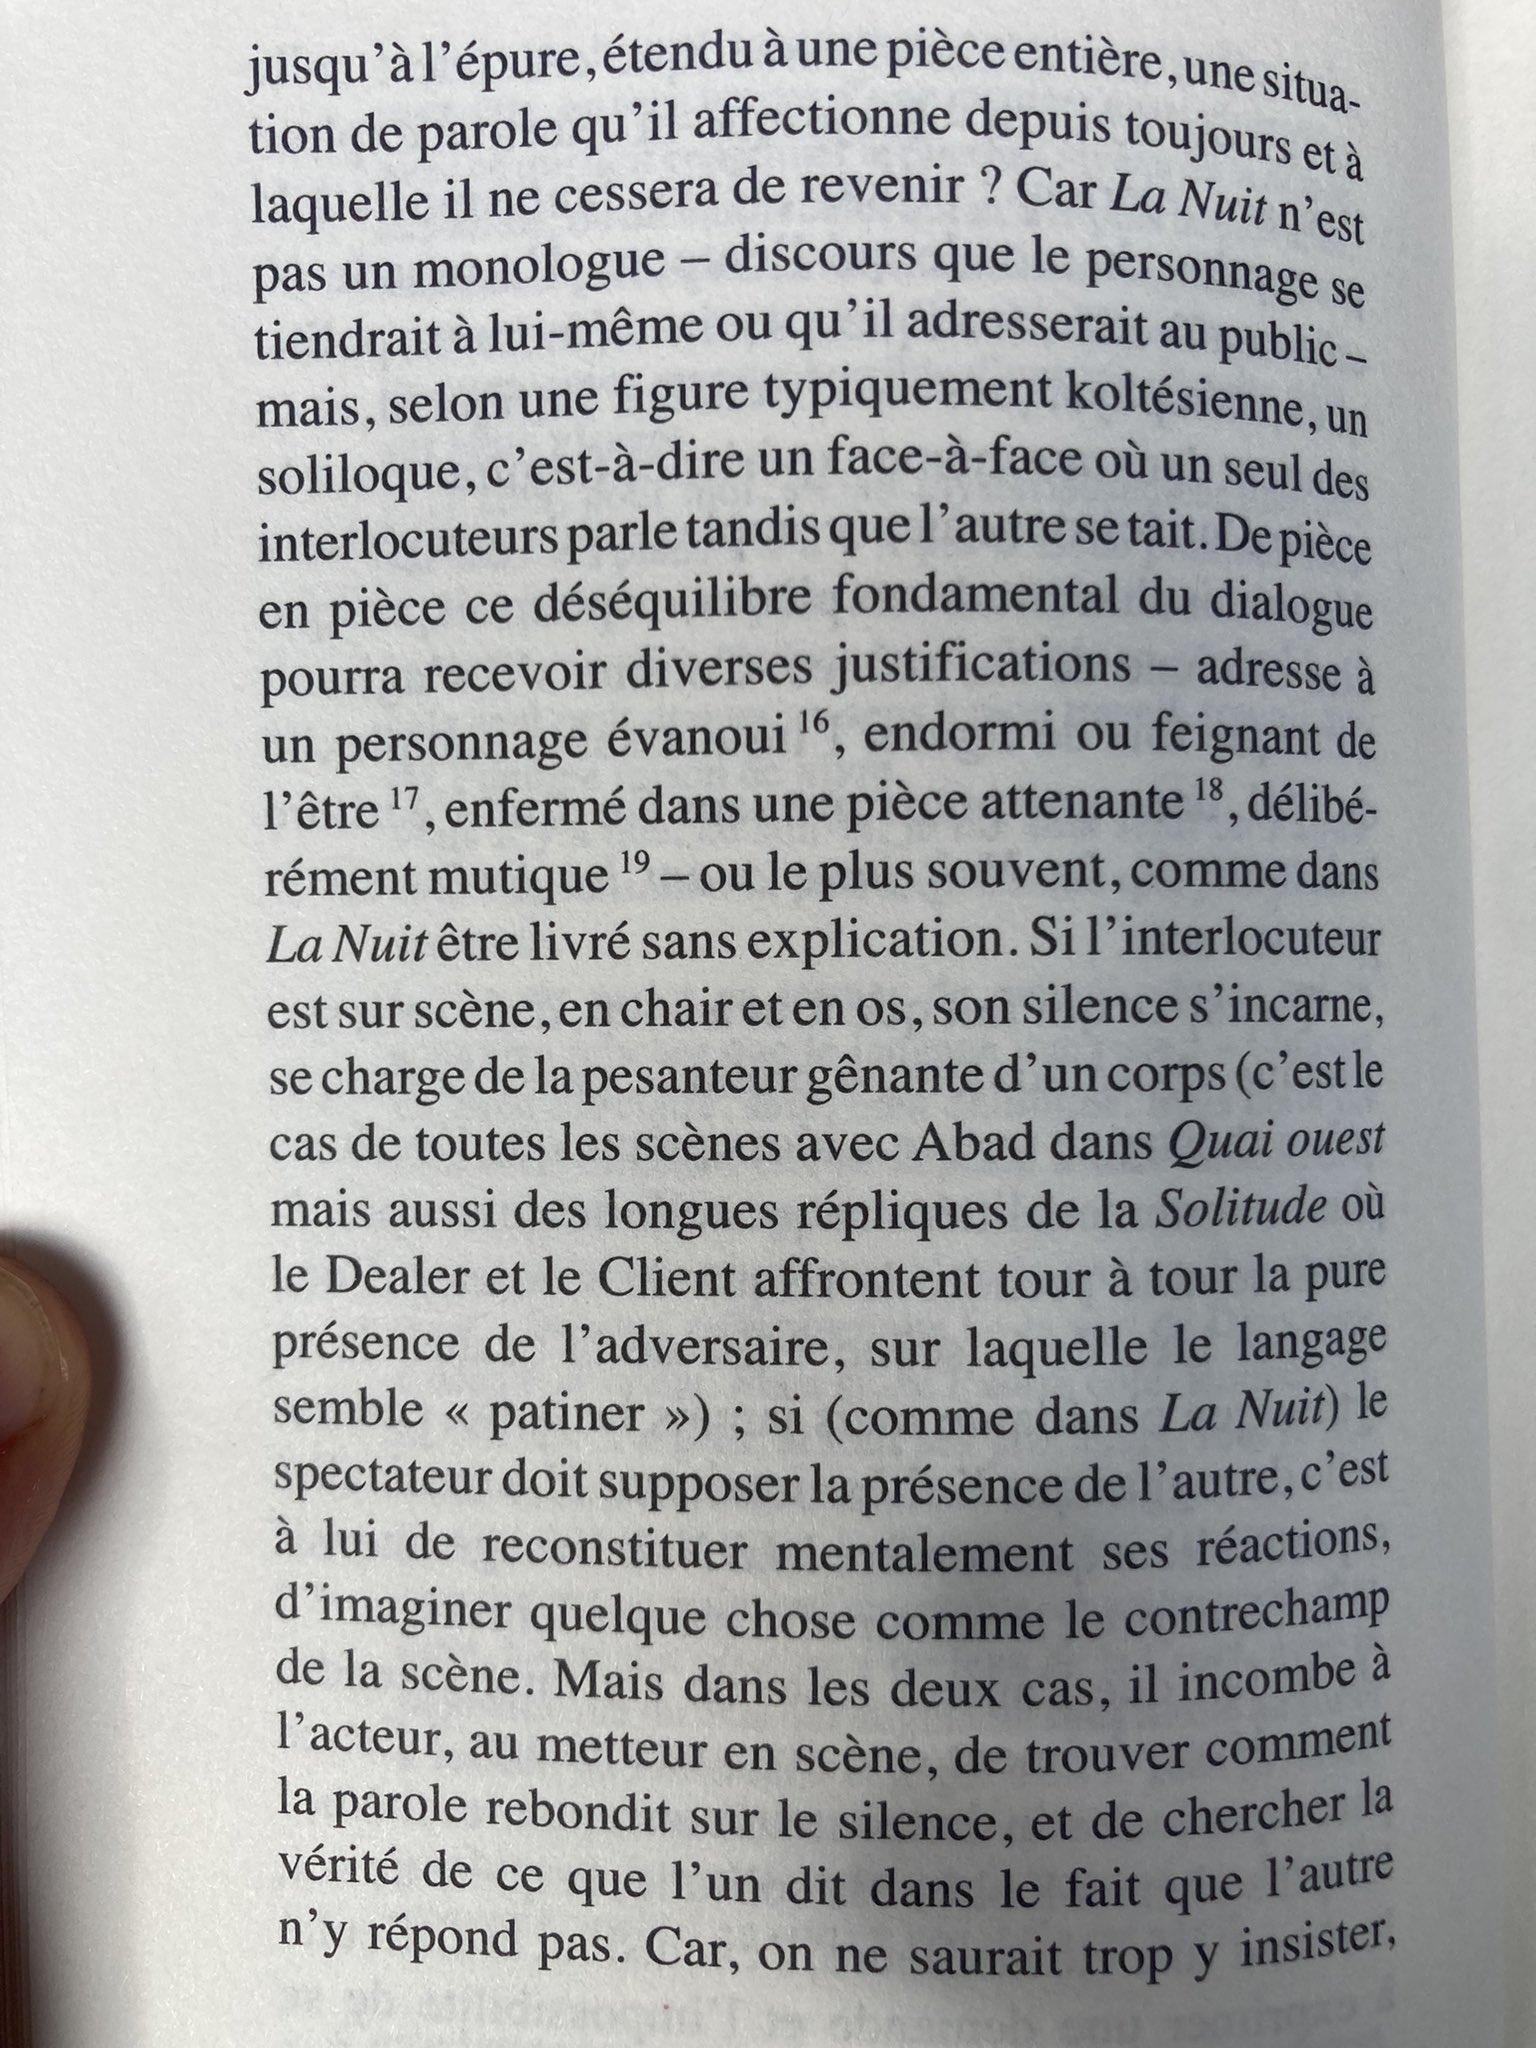 jusqu'à l'épure, étendu à une pièce entière, une situa-
tion de parole qu'il affectionne depuis toujours et à
laquelle il ne cessera de revenir ? Car La Nuit n'est
pas un monologue – discours que le personnage se
tiendrait à lui-même ou qu'il adresserait au public –
mais, selon une figure typiquement koltésienne, un
soliloque, c'est-à-dire un face-à-face où un seul des
interlocuteurs parle tandis que l'autre se tait. De pièce
en pièce ce déséquilibre fondamental du dialogue
pourra recevoir diverses justifications – adresse à
un personnage évanoui 16, endormi ou feignant de
l'être 17, enfermé dans une pièce attenante 18, délibé-
rément mutique 19 – ou le plus souvent, comme dans
La Nuit être livré sans explication. Si l'interlocuteur
est sur scène, en chair et en os, son silence s'incarne,
se charge de la pesanteur gênante d'un corps (c'est le
cas de toutes les scènes avec Abad dans Quai ouest
mais aussi des longues répliques de la Solitude où
le Dealer et le Client affrontent tour à tour la pure
présence de l'adversaire, sur laquelle le langage
semble « patiner ») ; si (comme dans La Nuit) le
spectateur doit supposer la présence de l'autre, c'est
à lui de reconstituer mentalement ses réactions,
d'imaginer quelque chose comme le contrechamp
de la scène. Mais dans les deux cas, il incombe à
l'acteur, au metteur en scène, de trouver comment
la parole rebondit sur le silence, et de chercher la
vérité de ce que l'un dit dans le fait que l'autre
n'y répond pas. Car, on ne saurait trop y insister,